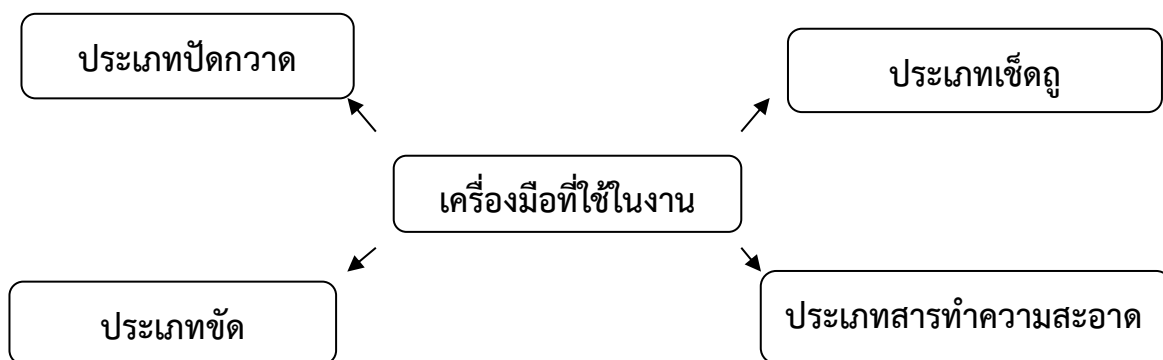 ประเภทปัดกวาด
ประเภทเช็ดถู
เครื่องมือที่ใช้ในงาน
ประเภทขัด
ประเภทสารทำความสะอาด